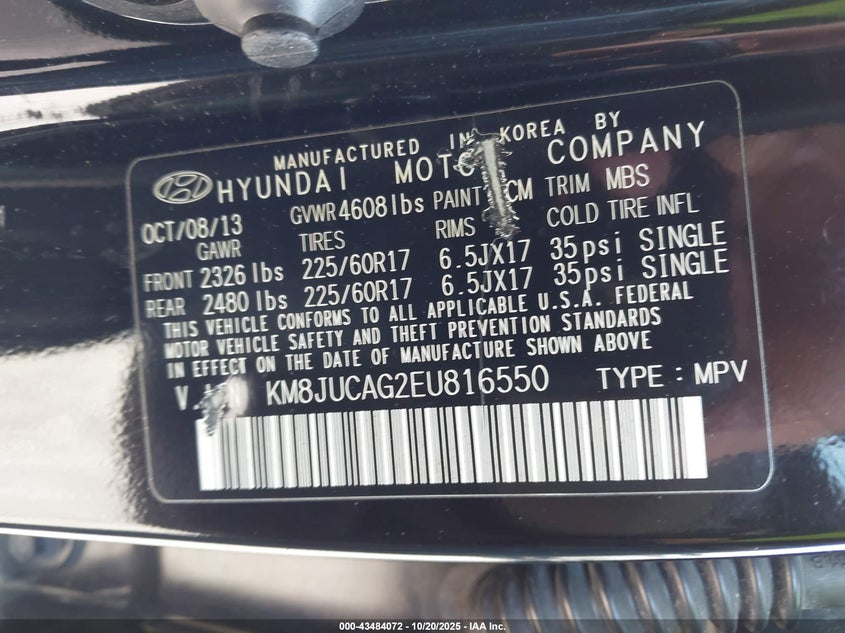 MANUFACTURED IN KOREA BY
HYUNDAI MOTO COMPANY
OCT/08/13 GVWR 4608 lbs PAINT CM TRIM MBS
GAWR TIRES RIMS COLD TIRE INFL
FRONT 2326 lbs 225/60R17 6.5JX17 35psi SINGLE
REAR 2480 lbs 225/60R17 6.5JX17 35psi SINGLE
THIS VEHICLE CONFORMS TO ALL APPLICABLE U.S.A. FEDERAL
MOTOR VEHICLE SAFETY AND THEFT PREVENTION STANDARDS
IN EFFECT ON THE DATE OF MANUFACTURE SHOWN ABOVE
KM8JUCAG2EU816550 TYPE : MPV
000-43484072 - 10/20/2025 - IAA Inc.